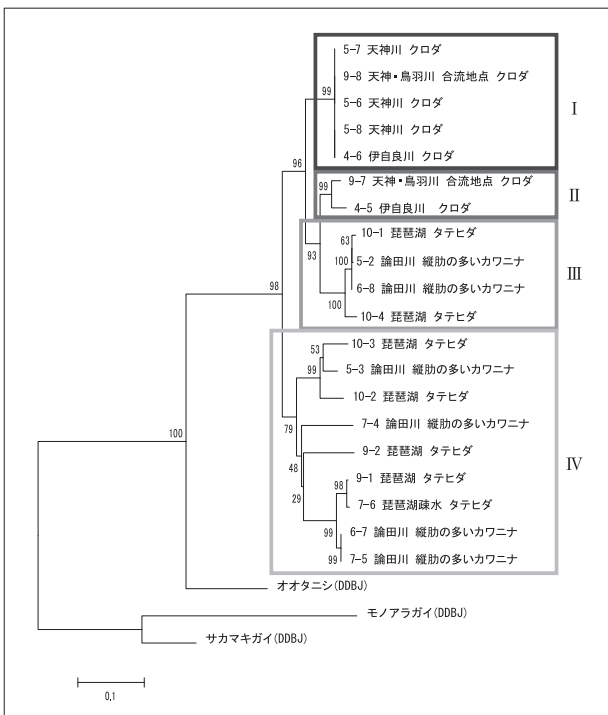 5-7 天神川 クロダ
99
9-8 天神・鳥羽川 合流地点 クロダ
5-6 天神川 クロダ
I
5-8 天神川 クロダ
4-6 伊自良川 クロダ
96
99
9-7 天神・鳥羽川 合流地点 クロダ
II
4-5 伊自良川 クロダ
93
63
10-1 琵琶湖 タテヒダ
100
5-2 論田川 縦肋の多いカワニナ
III
6-8 論田川 縦肋の多いカワニナ
100
10-4 琵琶湖 タテヒダ
98
53
10-3 琵琶湖 タテヒダ
99
5-3 論田川 縦肋の多いカワニナ
10-2 琵琶湖 タテヒダ
79
7-4 論田川 縦肋の多いカワニナ
48
9-2 琵琶湖 タテヒダ
IV
29
9-1 琵琶湖 タテヒダ
98
7-6 琵琶湖疎水 タテヒダ
99
6-7 論田川 縦肋の多いカワニナ
99
7-5 論田川 縦肋の多いカワニナ
100
オオタニシ(DDBJ)
モノアラガイ(DDBJ)
サカマキガイ(DDBJ)
0.1